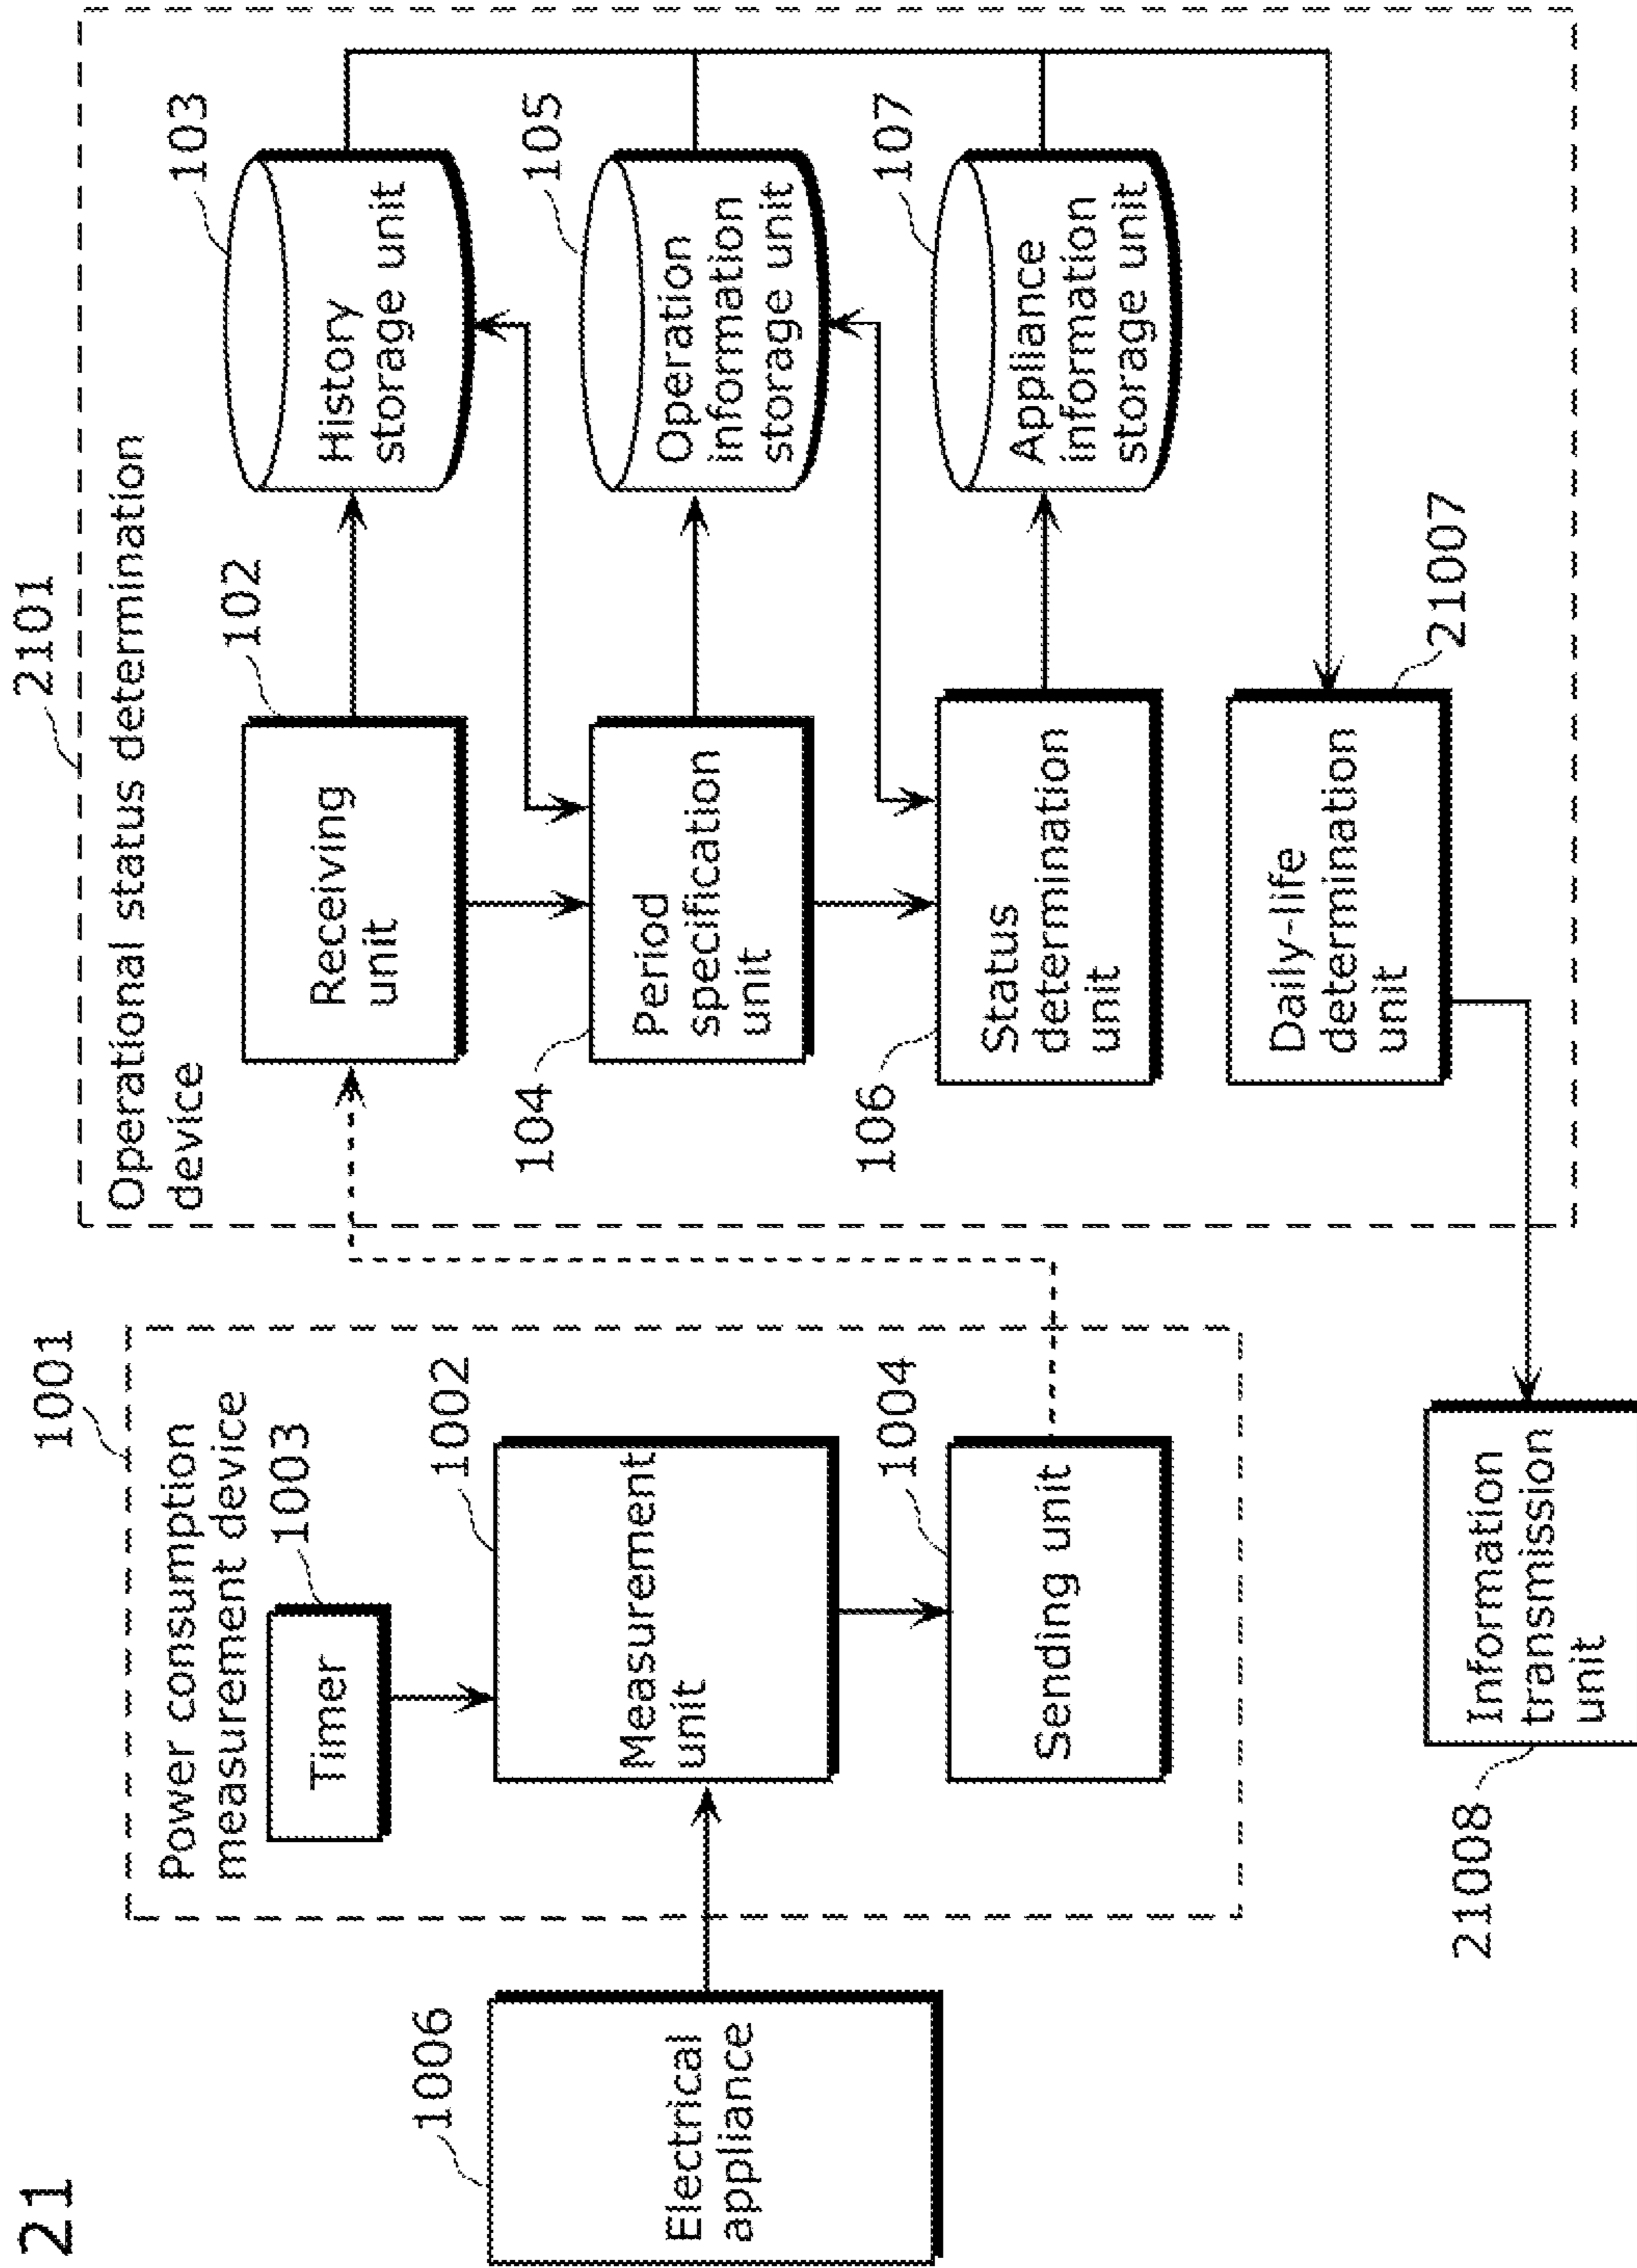 21
2101
Operational status determination
device
1001
Power consumption
measurement device
1003
Timer
1002
Measurement
unit
1004
Sending unit
1006
Electrical
appliance
102
Receiving
unit
103
History
storage unit
104
Period
specification
unit
105
Operation
information
storage unit
106
Status
determination
unit
107
Appliance
information
storage unit
21007
Daily-life
determination
unit
21008
Information
transmission
unit